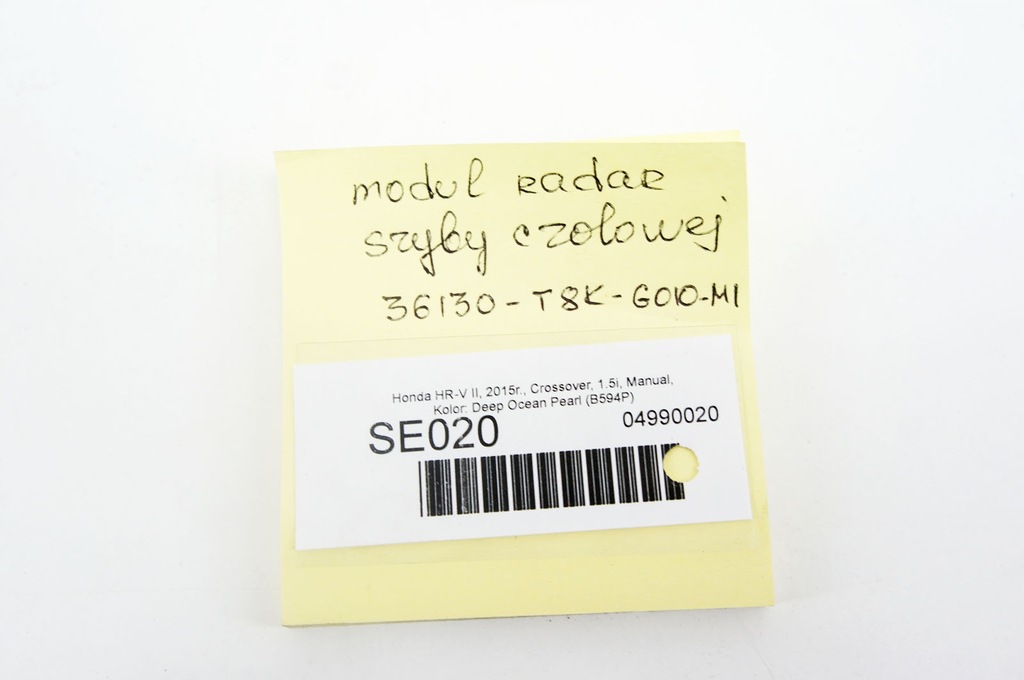 modul radar
szyby czołowej
36130-T8K-G010-M1
Honda HR-V II, 2015r., Crossover, 1.5i, Manual,
Kolor: Deep Ocean Pearl (B594P)
SE020
04990020